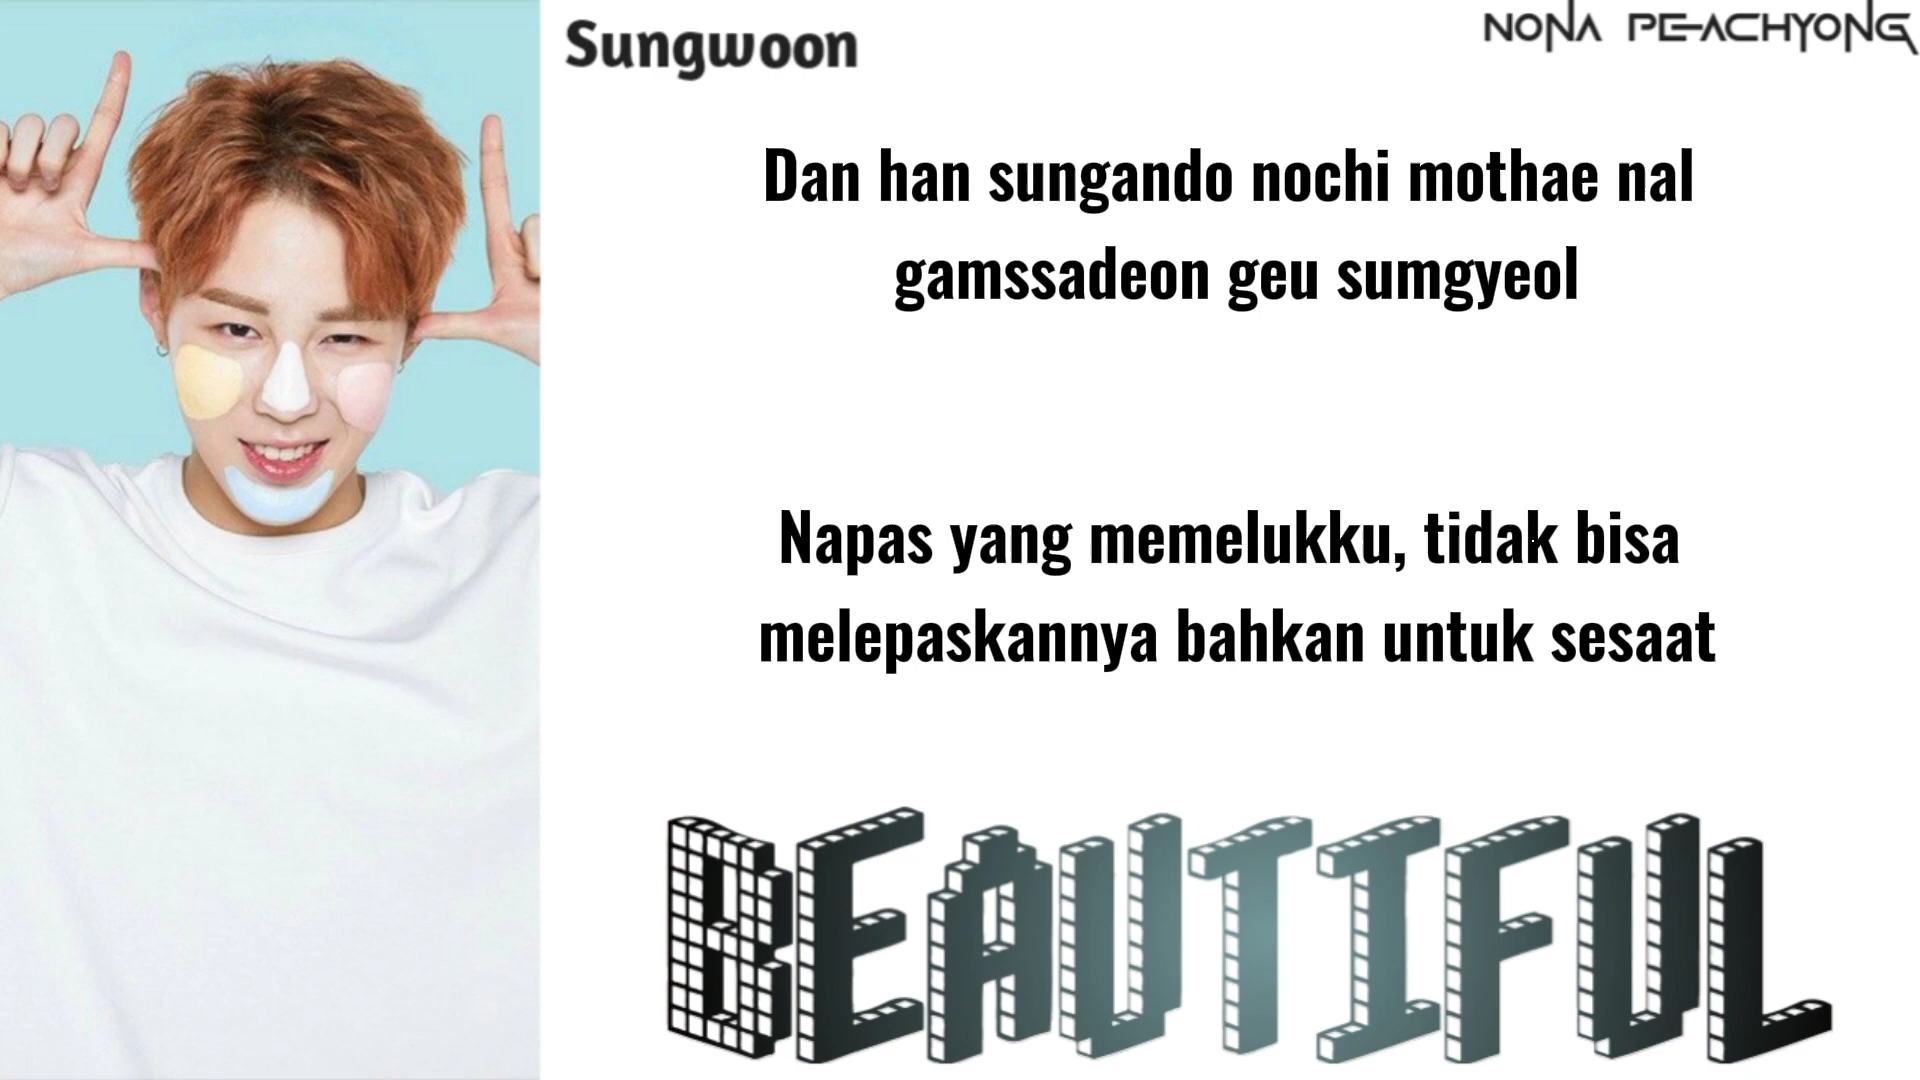 Sungwoon
NONA PEACHYONG
Dan han sungando nochi mothae nal
gamssadeon geu sumgyeol
Napas yang memelukku, tidak bisa
melepaskannya bahkan untuk sesaat
BEAUTIFUL